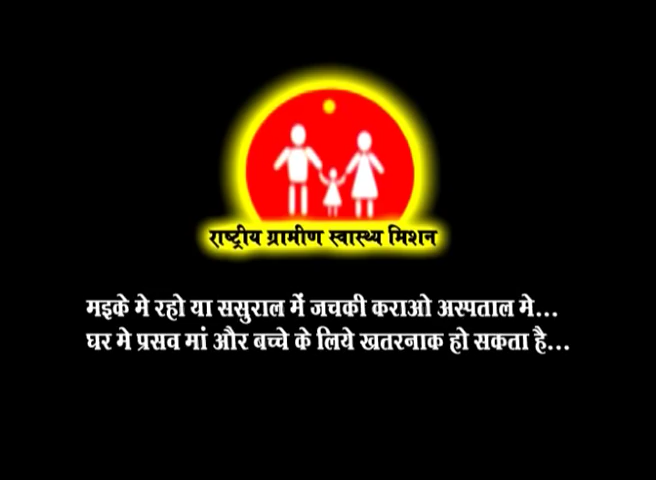 राष्ट्रीय ग्रामीण स्वास्थ्य मिशन
मइके मे रहो या ससुराल में जचकी कराओ अस्पताल मे...
घर मे प्रसव मां और बच्चे के लिये खतरनाक हो सकता है...